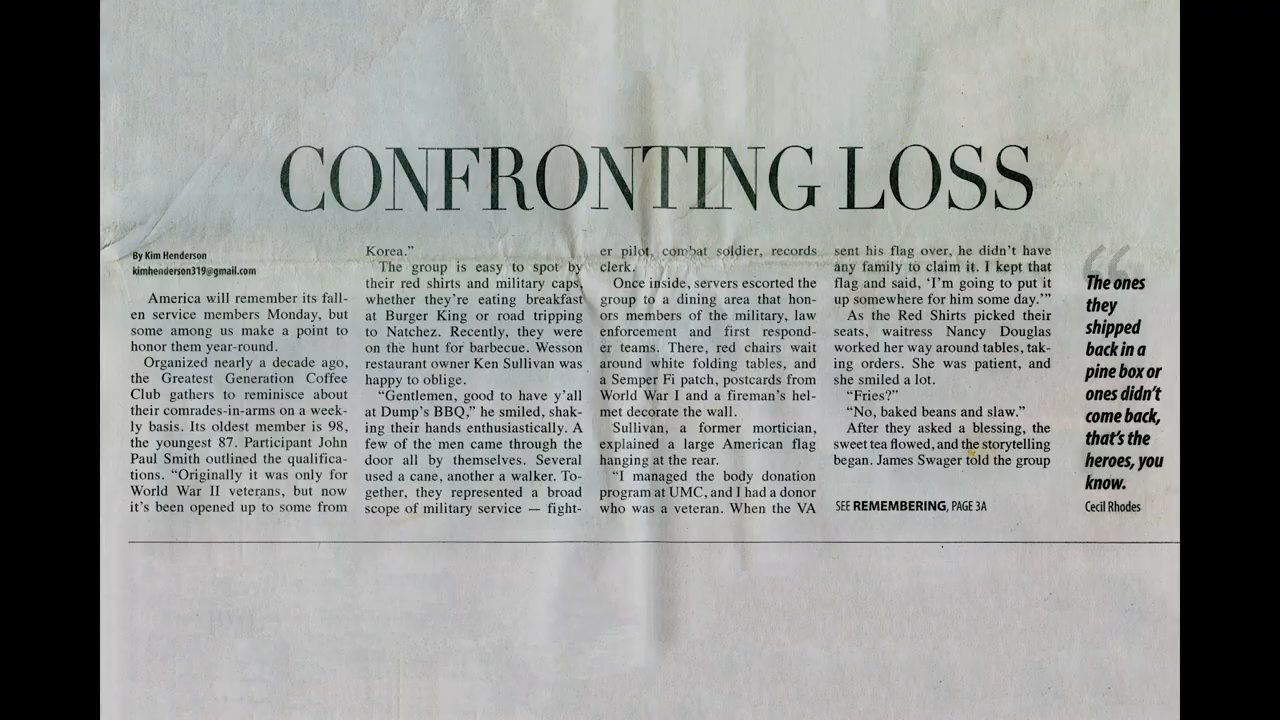 CONFRONTING LOSS
By Kim Henderson
kimhenderson319@gmail.com
America will remember its fall-
en service members Monday, but
some among us make a point to
honor them year-round.
Organized nearly a decade ago,
the Greatest Generation Coffee
Club gathers to reminisce about
their comrades-in-arms on a week-
ly basis. Its oldest member is 98,
the youngest 87. Participant John
Paul Smith outlined the qualifica-
tions. “Originally it was only for
World War II veterans, but now
it’s been opened up to some from
Korea.”
The group is easy to spot by
their red shirts and military caps,
whether they’re eating breakfast
at Burger King or road tripping
to Natchez. Recently, they were
on the hunt for barbecue. Wesson
restaurant owner Ken Sullivan was
happy to oblige.
“Gentlemen, good to have y’all
at Dump’s BBQ,” he smiled, shak-
ing their hands enthusiastically. A
few of the men came through the
door all by themselves. Several
used a cane, another a walker. To-
gether, they represented a broad
scope of military service — fight-
er pilot, combat soldier, records
clerk.
Once inside, servers escorted the
group to a dining area that hon-
ors members of the military, law
enforcement and first respond-
er teams. There, red chairs wait
around white folding tables, and
a Semper Fi patch, postcards from
World War I and a fireman’s hel-
met decorate the wall.
Sullivan, a former mortician,
explained a large American flag
hanging at the rear.
“I managed the body donation
program at UMC, and I had a donor
who was a veteran. When the VA
sent his flag over, he didn’t have
any family to claim it. I kept that
flag and said, ‘I’m going to put it
up somewhere for him some day.’”
As the Red Shirts picked their
seats, waitress Nancy Douglas
worked her way around tables, tak-
ing orders. She was patient, and
she smiled a lot.
“Fries?”
“No, baked beans and slaw.”
After they asked a blessing, the
sweet tea flowed, and the storytelling
began. James Swager told the group
SEE REMEMBERING, PAGE 3A
“
The ones
they
shipped
back in a
pine box or
ones didn’t
come back,
that’s the
heroes, you
know.
Cecil Rhodes